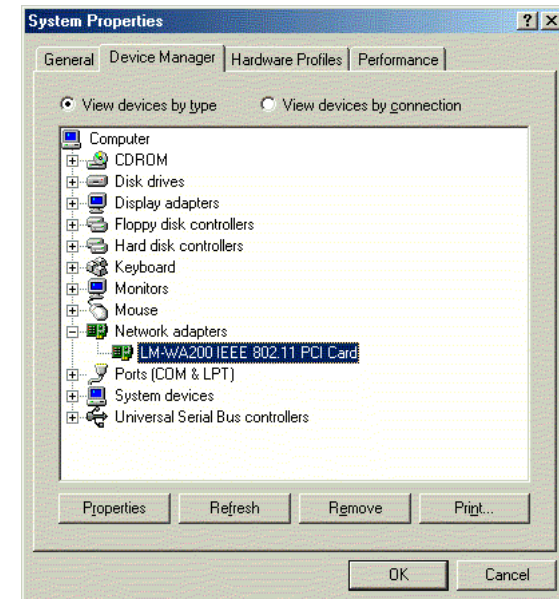 System Properties
General Device Manager Hardware Profiles Performance
View devices by type View devices by connection
Computer
CDROM
Disk drives
Display adapters
Floppy disk controllers
Hard disk controllers
Keyboard
Monitors
Mouse
Network adapters
LM-WA200 IEEE 802.11 PCI Card
Ports (COM & LPT)
System devices
Universal Serial Bus controllers
Properties Refresh Remove Print...
OK Cancel